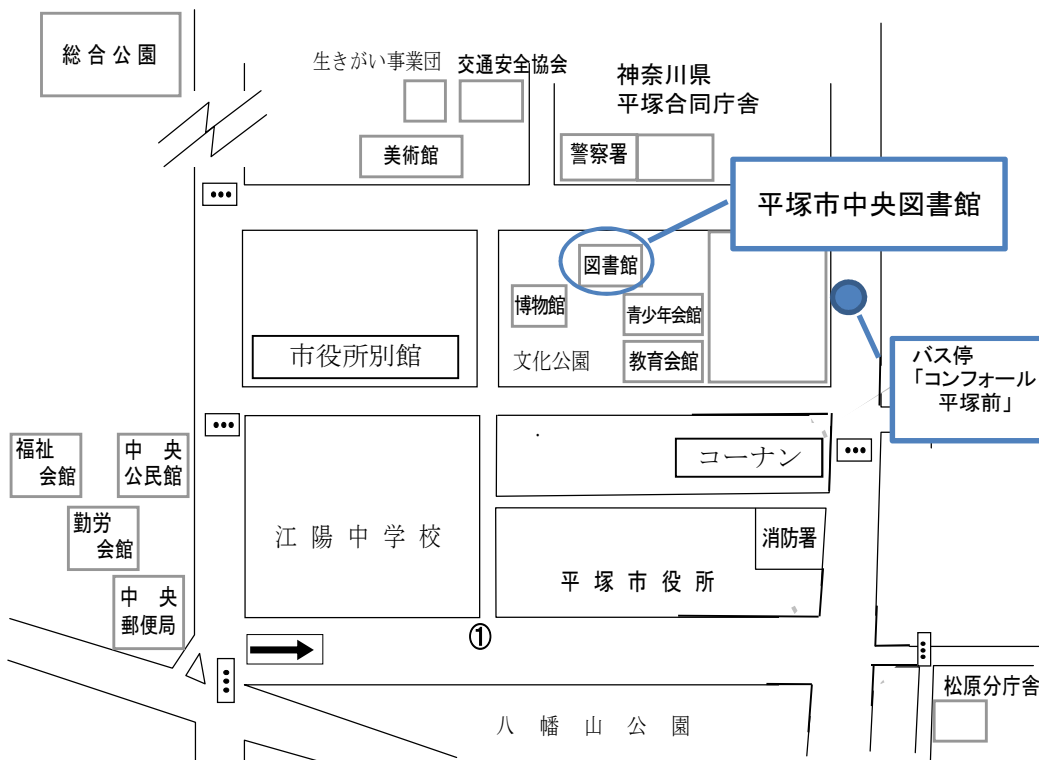 総合公園
生きがい事業団
交通安全協会
神奈川県
平塚合同庁舎
美術館
警察署
平塚市中央図書館
図書館
博物館
青少年会館
市役所別館
文化公園
教育会館
バス停
「コンフォール
平塚前」
福祉
会館
中 央
公民館
コーナン
勤労
会館
江陽中学校
消防署
平塚市役所
中 央
郵便局
①
松原分庁舎
八幡山公園